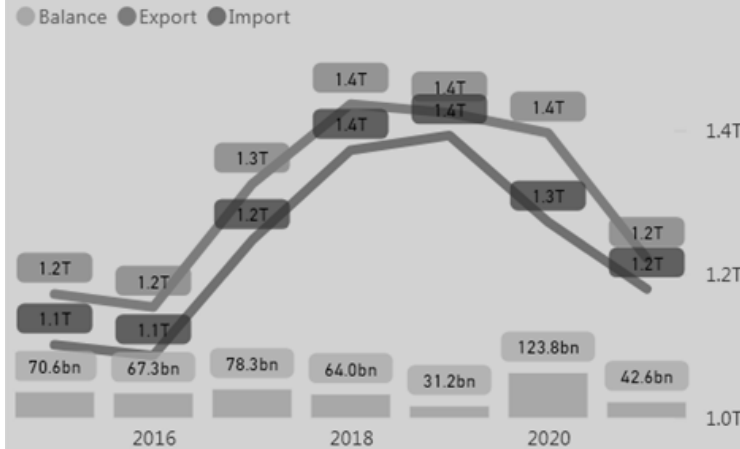 Balance Export Import
1.4T 1.4T 1.4T
1.4T 1.4T
1.4T
1.3T
1.3T
1.2T
1.2T
1.2T 1.2T
1.2T
1.2T
1.1T 1.1T
123.8bn
70.6bn 67.3bn 78.3bn 64.0bn 31.2bn 42.6bn
1.0T
2016 2018 2020